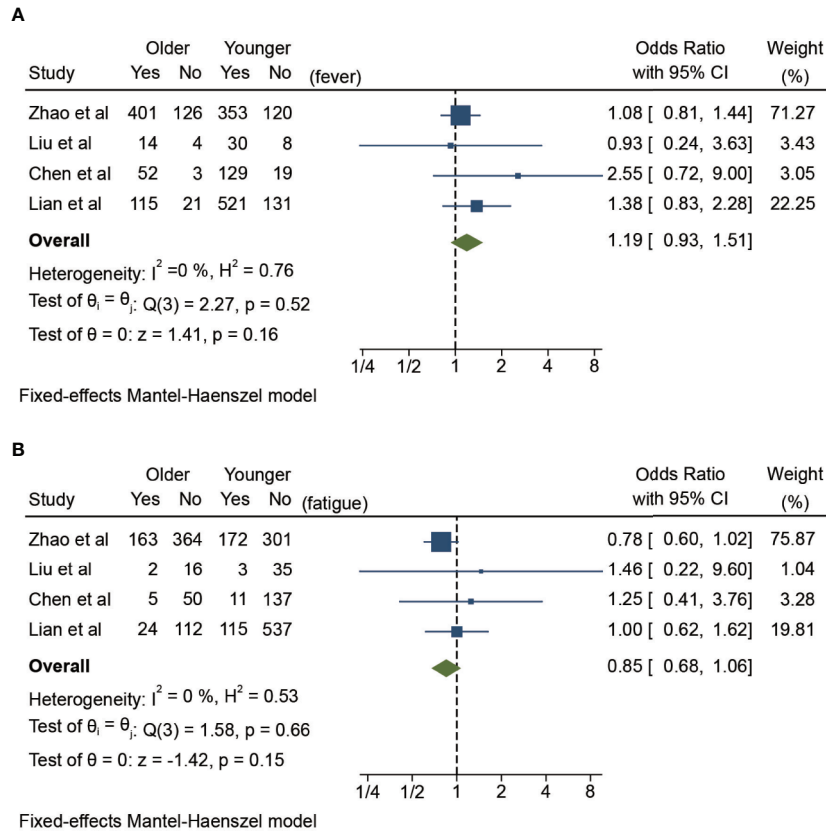 A
Older Younger Odds Ratio Weight
Study Yes No Yes No (fever) with 95% CI (%)
Zhao et al 401 126 353 120 1.08 [ 0.81, 1.44] 71.27
Liu et al 14 4 30 8 0.93 [ 0.24, 3.63] 3.43
Chen et al 52 3 129 19 2.55 [ 0.72, 9.00] 3.05
Lian et al 115 21 521 131 1.38 [ 0.83, 2.28] 22.25
Overall 1.19 [ 0.93, 1.51]
Heterogeneity: I² =0 %, H² = 0.76
Test of θᵢ = θⱼ: Q(3) = 2.27, p = 0.52
Test of θ = 0: z = 1.41, p = 0.16
1/4 1/2 1 2 4 8
Fixed-effects Mantel-Haenszel model
B
Older Younger Odds Ratio Weight
Study Yes No Yes No (fatigue) with 95% CI (%)
Zhao et al 163 364 172 301 0.78 [ 0.60, 1.02] 75.87
Liu et al 2 16 3 35 1.46 [ 0.22, 9.60] 1.04
Chen et al 5 50 11 137 1.25 [ 0.41, 3.76] 3.28
Lian et al 24 112 115 537 1.00 [ 0.62, 1.62] 19.81
Overall 0.85 [ 0.68, 1.06]
Heterogeneity: I² = 0 %, H² = 0.53
Test of θᵢ = θⱼ: Q(3) = 1.58, p = 0.66
Test of θ = 0: z = -1.42, p = 0.15
1/4 1/2 1 2 4 8
Fixed-effects Mantel-Haenszel model